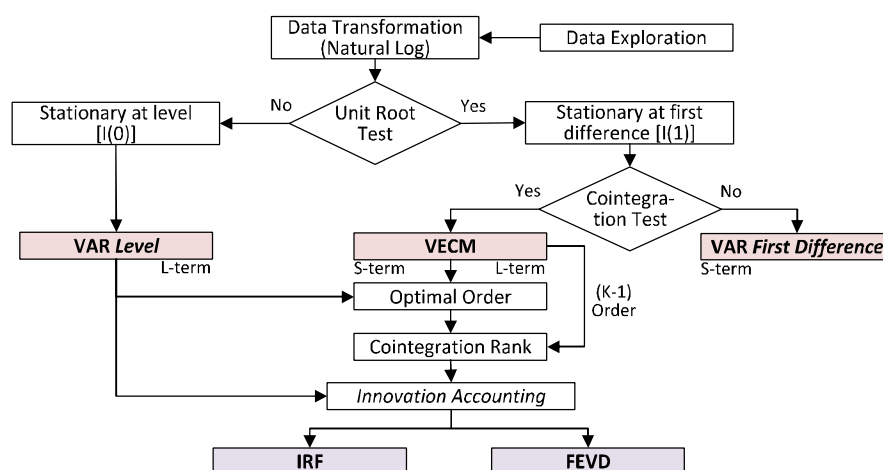 Data Transformation
(Natural Log)
Data Exploration
No
Unit Root
Test
Yes
Stationary at level
[I(0)]
Stationary at first
difference [I(1)]
Yes
Cointegra-
tion Test
No
VAR Level
L-term
VECM
S-term
L-term
VAR First Difference
S-term
Optimal Order
(K-1)
Order
Cointegration Rank
Innovation Accounting
IRF
FEVD